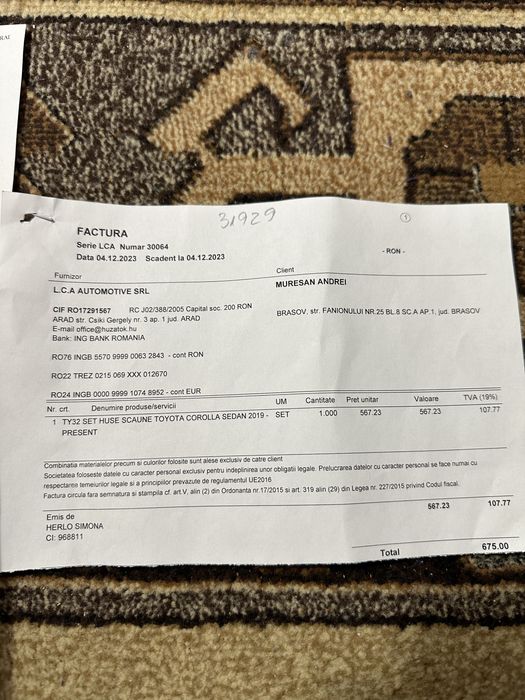 RAL
31929
1
FACTURA
Serie LCA Numar 30064
Data 04.12.2023 Scadent la 04.12.2023
- RON -
Furnizor
Client
L.C.A AUTOMOTIVE SRL
MURESAN ANDREI
CIF RO17291567 RC J02/388/2005 Capital soc. 200 RON
ARAD str. Csiki Gergely nr. 3 ap. 1 jud. ARAD
E-mail office@huzatok.hu
Bank: ING BANK ROMANIA
BRASOV, str. FANIONULUI NR.25 BL.8 SC.A AP.1, jud. BRASOV
RO76 INGB 5570 9999 0063 2843 - cont RON
RO22 TREZ 0215 069 XXX 012670
RO24 INGB 0000 9999 1074 8952 - cont EUR
Nr. crt. Denumire produse/servicii UM Cantitate Pret unitar Valoare TVA (19%)
1 TY32 SET HUSE SCAUNE TOYOTA COROLLA SEDAN 2019 - SET 1.000 567.23 567.23 107.77
PRESENT
Combinatia materialelor precum si culorilor folosite sunt alese exclusiv de catre client
Societatea foloseste datele cu caracter personal exclusiv pentru indeplinirea unor obligatii legale. Prelucrarea datelor cu caracter personal se face numai cu
respectarea temeiurilor legale si a principiilor prevazute de regulamentul UE2016
Factura circula fara semnatura si stampila cf. art.V, alin (2) din Ordonanta nr.17/2015 si art. 319 alin (29) din Legea nr. 227/2015 privind Codul fiscal.
567.23 107.77
Emis de
HERLO SIMONA
CI: 968811
Total 675.00